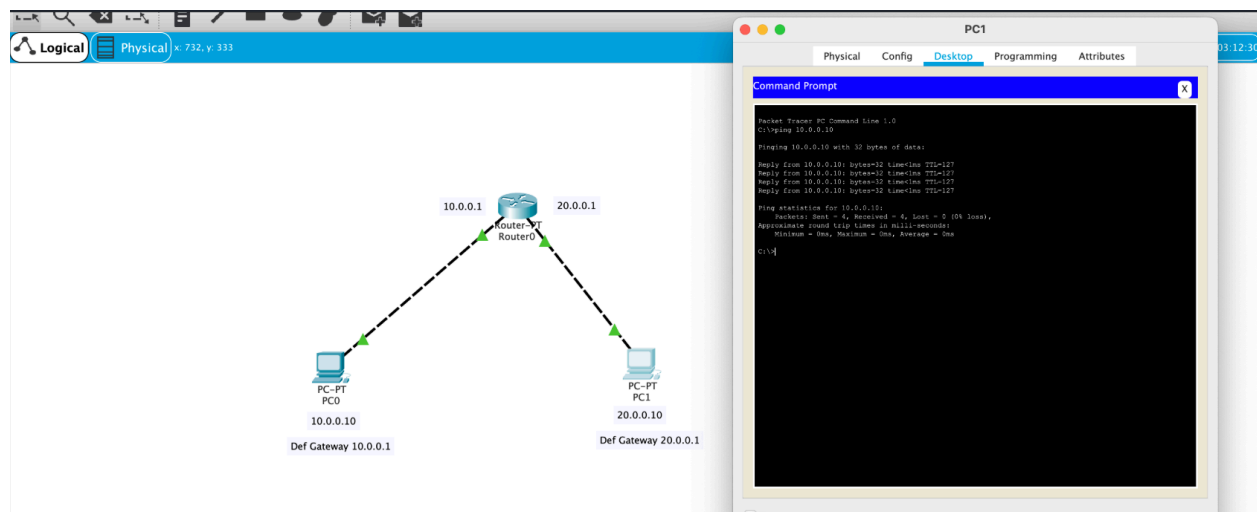 Logical
Physical
x: 732, y: 333
10.0.0.1
20.0.0.1
Router-PT
Router0
PC-PT
PC0
10.0.0.10
Def Gateway 10.0.0.1
PC-PT
PC1
20.0.0.10
Def Gateway 20.0.0.1
PC1
03:12:30
Physical Config Desktop Programming Attributes
Command Prompt
X
Packet Tracer PC Command Line 1.0
C:\>ping 10.0.0.10
Pinging 10.0.0.10 with 32 bytes of data:
Reply from 10.0.0.10: bytes=32 time<1ms TTL=127
Reply from 10.0.0.10: bytes=32 time<1ms TTL=127
Reply from 10.0.0.10: bytes=32 time<1ms TTL=127
Reply from 10.0.0.10: bytes=32 time<1ms TTL=127
Ping statistics for 10.0.0.10:
Packets: Sent = 4, Received = 4, Lost = 0 (0% loss),
Approximate round trip times in milli-seconds:
Minimum = 0ms, Maximum = 0ms, Average = 0ms
C:\>